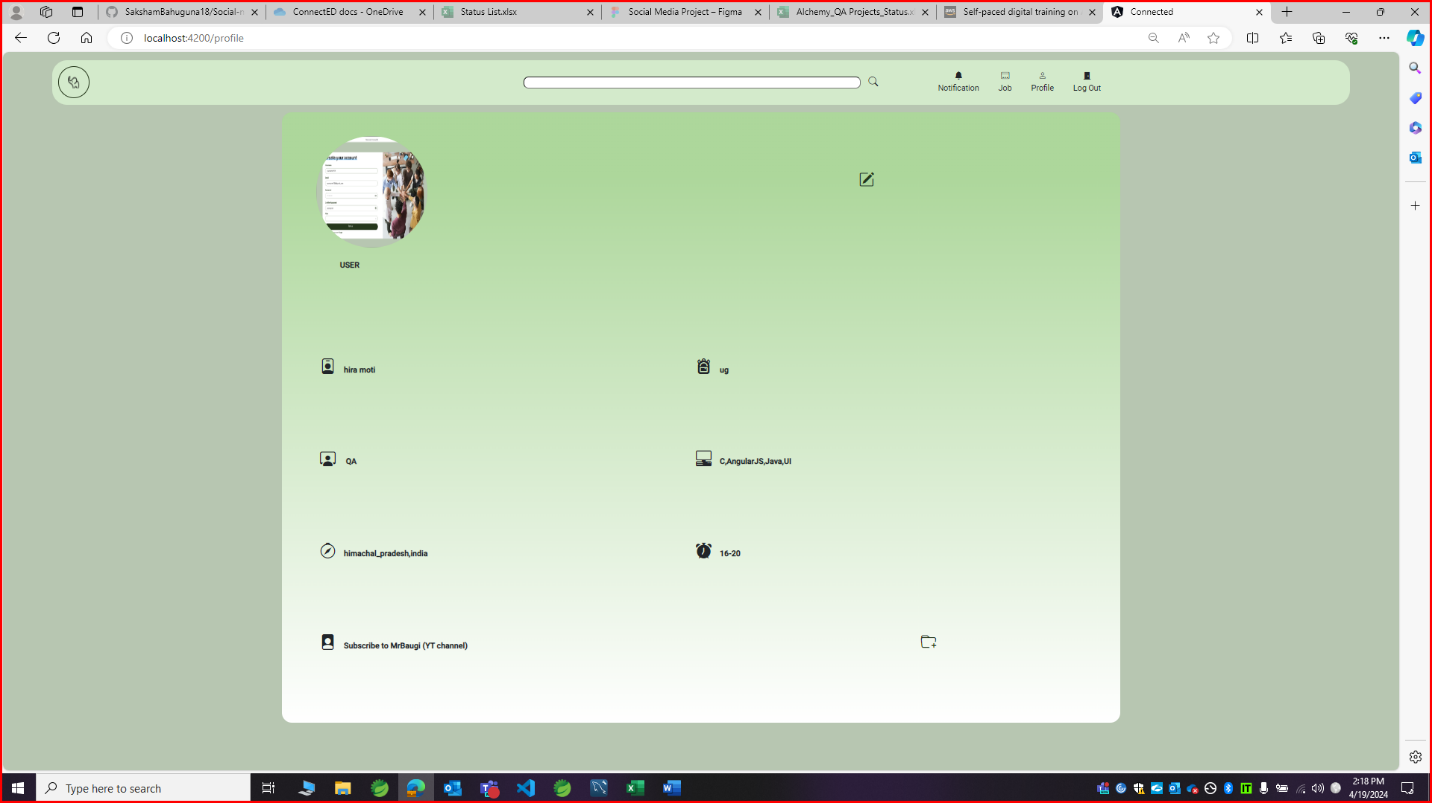 SakshamBahuguna18/Social-n
ConnectED docs - OneDrive
Status List.xlsx
Social Media Project – Figma
Alchemy_QA Projects_Status.x
Self-paced digital training on
Connected
localhost:4200/profile
Notification
Job
Profile
Log Out
USER
hira moti
ug
QA
C,AngularJS,Java,UI
himachal_pradesh,india
16-20
Subscribe to MrBaugi (YT channel)
Type here to search
2:18 PM
4/19/2024